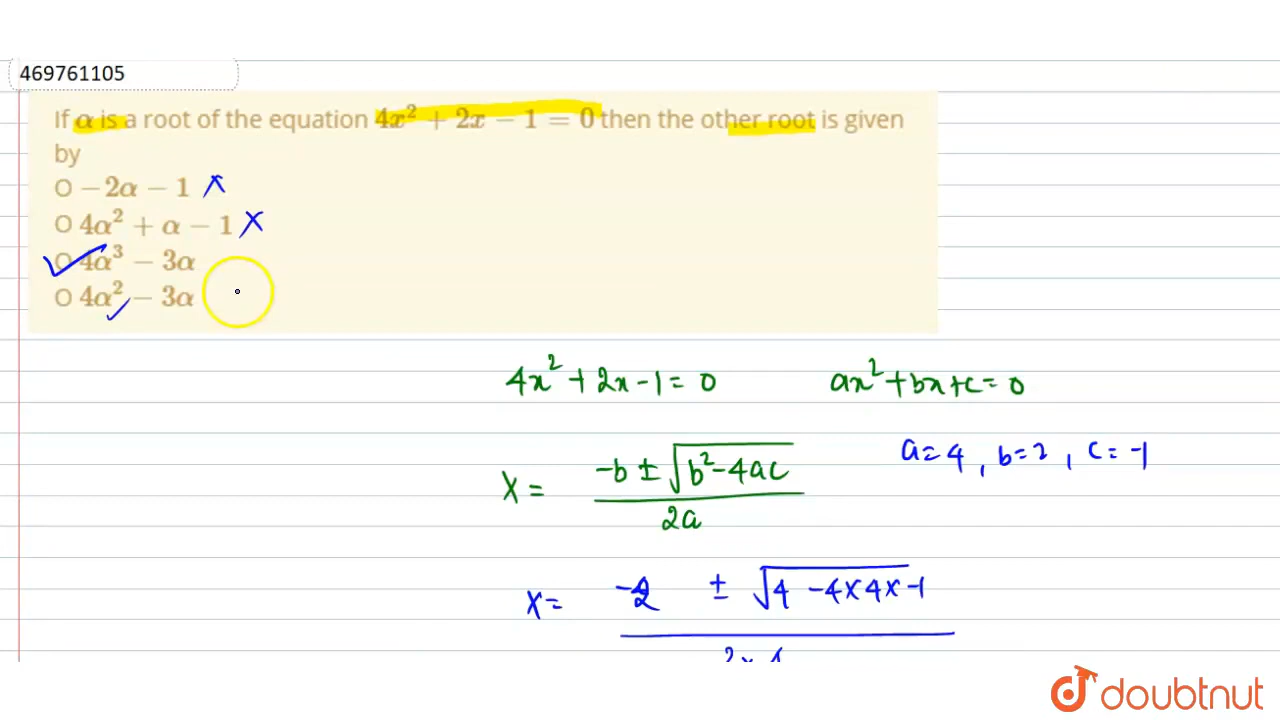 469761105
If α is a root of the equation 4x² + 2x − 1 = 0 then the other root is given
by
O −2α − 1 X
O 4α² + α − 1 X
O 4α³ − 3α
O 4α² − 3α
4x² + 2x - 1 = 0 ax² + bx + c = 0
a = 4 , b = 2 , c = -1
X = -b ± √b² - 4ac
2a
X = -2 ± √4 - 4x4x-1
doubtnut